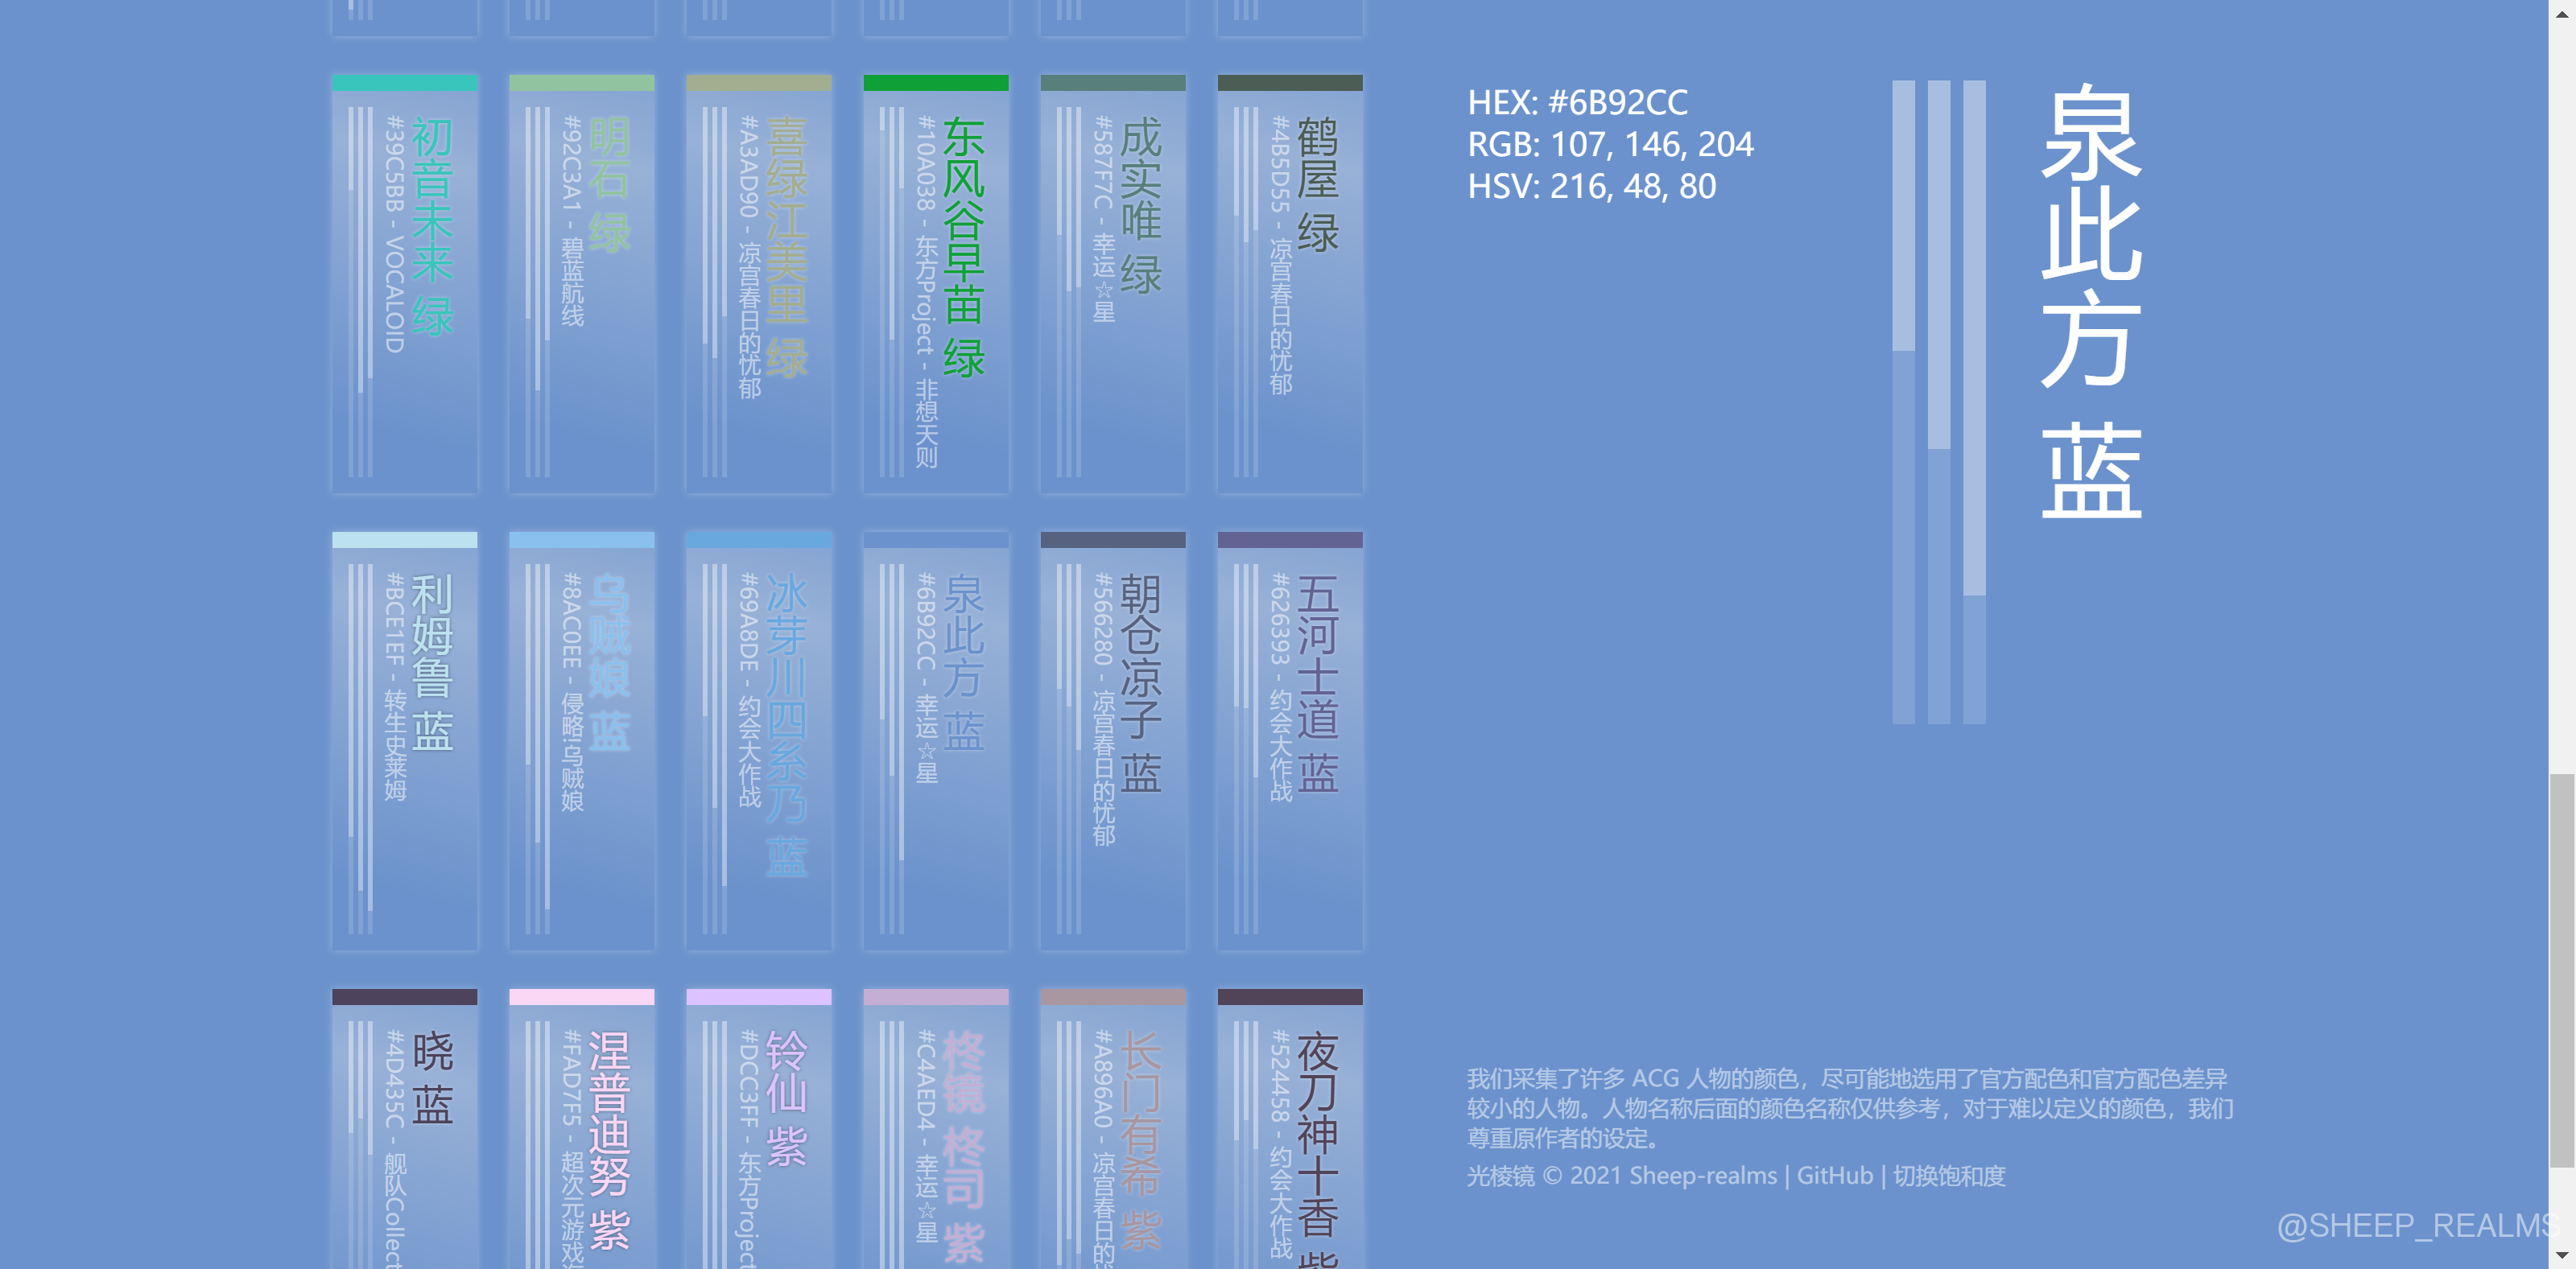 初音未来 绿
#39C5BB - VOCALOID
明石 绿
#92C3A1 - 碧蓝航线
喜绿江美里 绿
#A3AD90 - 凉宫春日的忧郁
东风谷早苗 绿
#10A038 - 东方Project - 非想天则
成实唯 绿
#587F7C - 幸运☆星
鹤屋 绿
#4B5D55 - 凉宫春日的忧郁
利姆鲁 蓝
#BCE1EF - 转生史莱姆
乌贼娘 蓝
#8AC0EE - 侵略!乌贼娘
冰芽川四糸乃 蓝
#69A8DE - 约会大作战
泉此方 蓝
#6B92CC - 幸运☆星
朝仓凉子 蓝
#566280 - 凉宫春日的忧郁
五河士道 蓝
#626393 - 约会大作战
晓 蓝
#4D435C - 舰队Collect
涅普迪努 紫
#FAD7F5 - 超次元游戏
铃仙 紫
#DCC3FF - 东方Project
柊镜 柊司 紫
#C4AED4 - 幸运☆星
长门有希 紫
#A896A0 - 凉宫春日的
夜刀神十香 紫
#524458 - 约会大作战
HEX: #6B92CC
RGB: 107, 146, 204
HSV: 216, 48, 80
泉此方 蓝
我们采集了许多 ACG 人物的颜色，尽可能地选用了官方配色和官方配色差异
较小的人物。人物名称后面的颜色名称仅供参考，对于难以定义的颜色，我们
尊重原作者的设定。
光棱镜 © 2021 Sheep-realms | GitHub | 切换饱和度
@SHEEP_REALMS